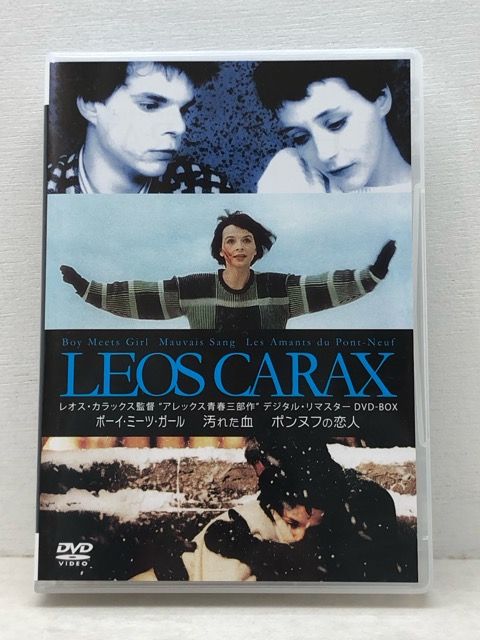 Boy Meets Girl  Mauvais Sang  Les Amants du Pont-Neuf
LEOS CARAX
レオス・カラックス監督 “アレックス青春三部作” デジタル・リマスター DVD-BOX
ボーイ・ミーツ・ガール　汚れた血　ポンヌフの恋人
DVD
VIDEO